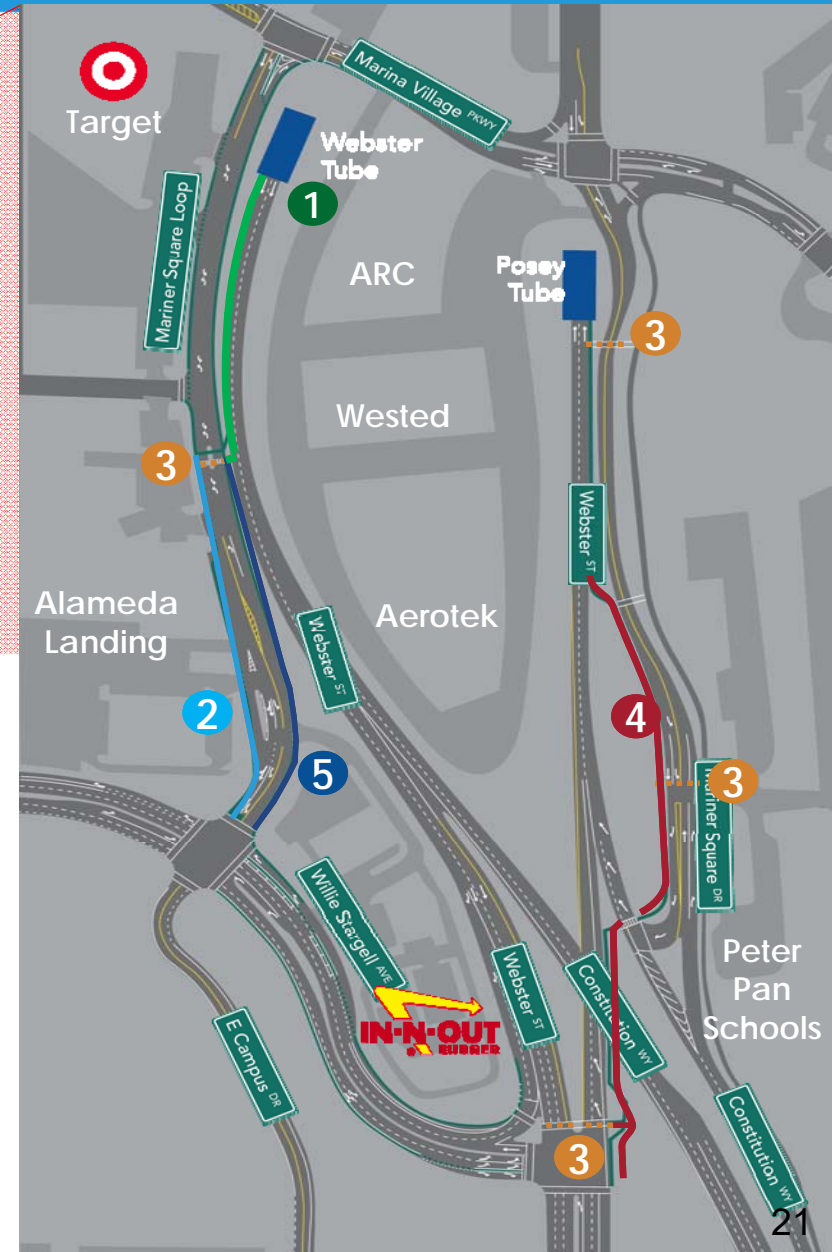 Target
Marina Village PKWY
Webster
Tube
1
Mariner Square Loop
ARC
Posey
Tube
3
Wested
3
Webster ST
Alameda
Landing
Aerotek
Webster ST
2
4
5
3
Mariner Square DR
Willie Stargell AVE
Peter
Pan
Schools
Webster ST
Constitution WY
IN-N-OUT
BURGER
E Campus DR
Constitution WY
3
21